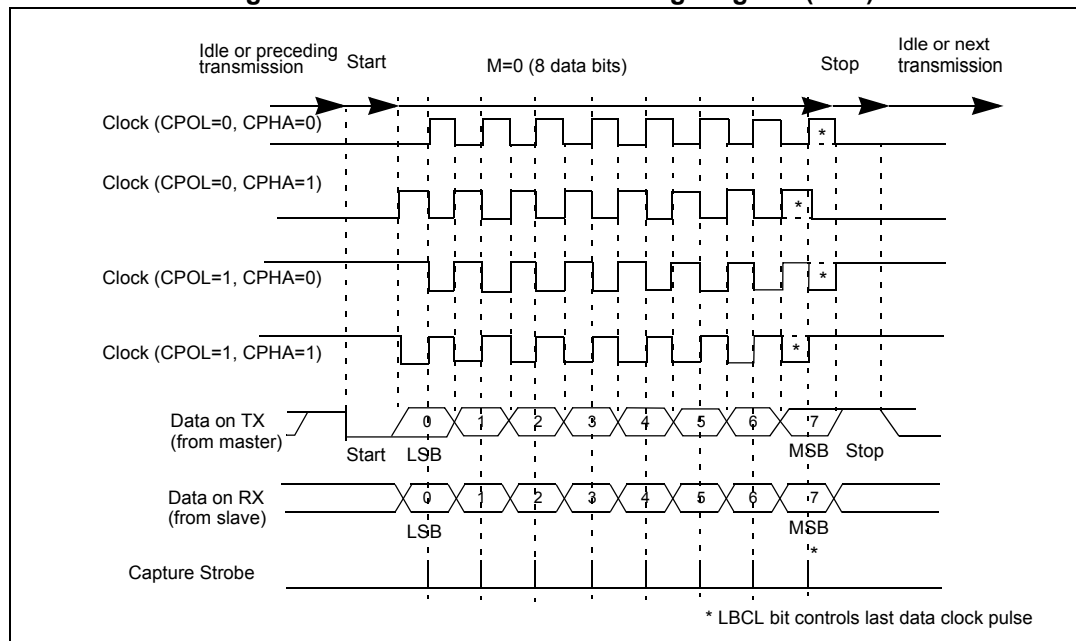 Idle or preceding
transmission
Start
M=0 (8 data bits)
Stop
Idle or next
transmission
Clock (CPOL=0, CPHA=0)
*
Clock (CPOL=0, CPHA=1)
*
Clock (CPOL=1, CPHA=0)
*
Clock (CPOL=1, CPHA=1)
*
Data on TX
(from master)
0 1 2 3 4 5 6 7
Start LSB MSB Stop
Data on RX
(from slave)
0 1 2 3 4 5 6 7
LSB MSB
*
Capture Strobe
* LBCL bit controls last data clock pulse